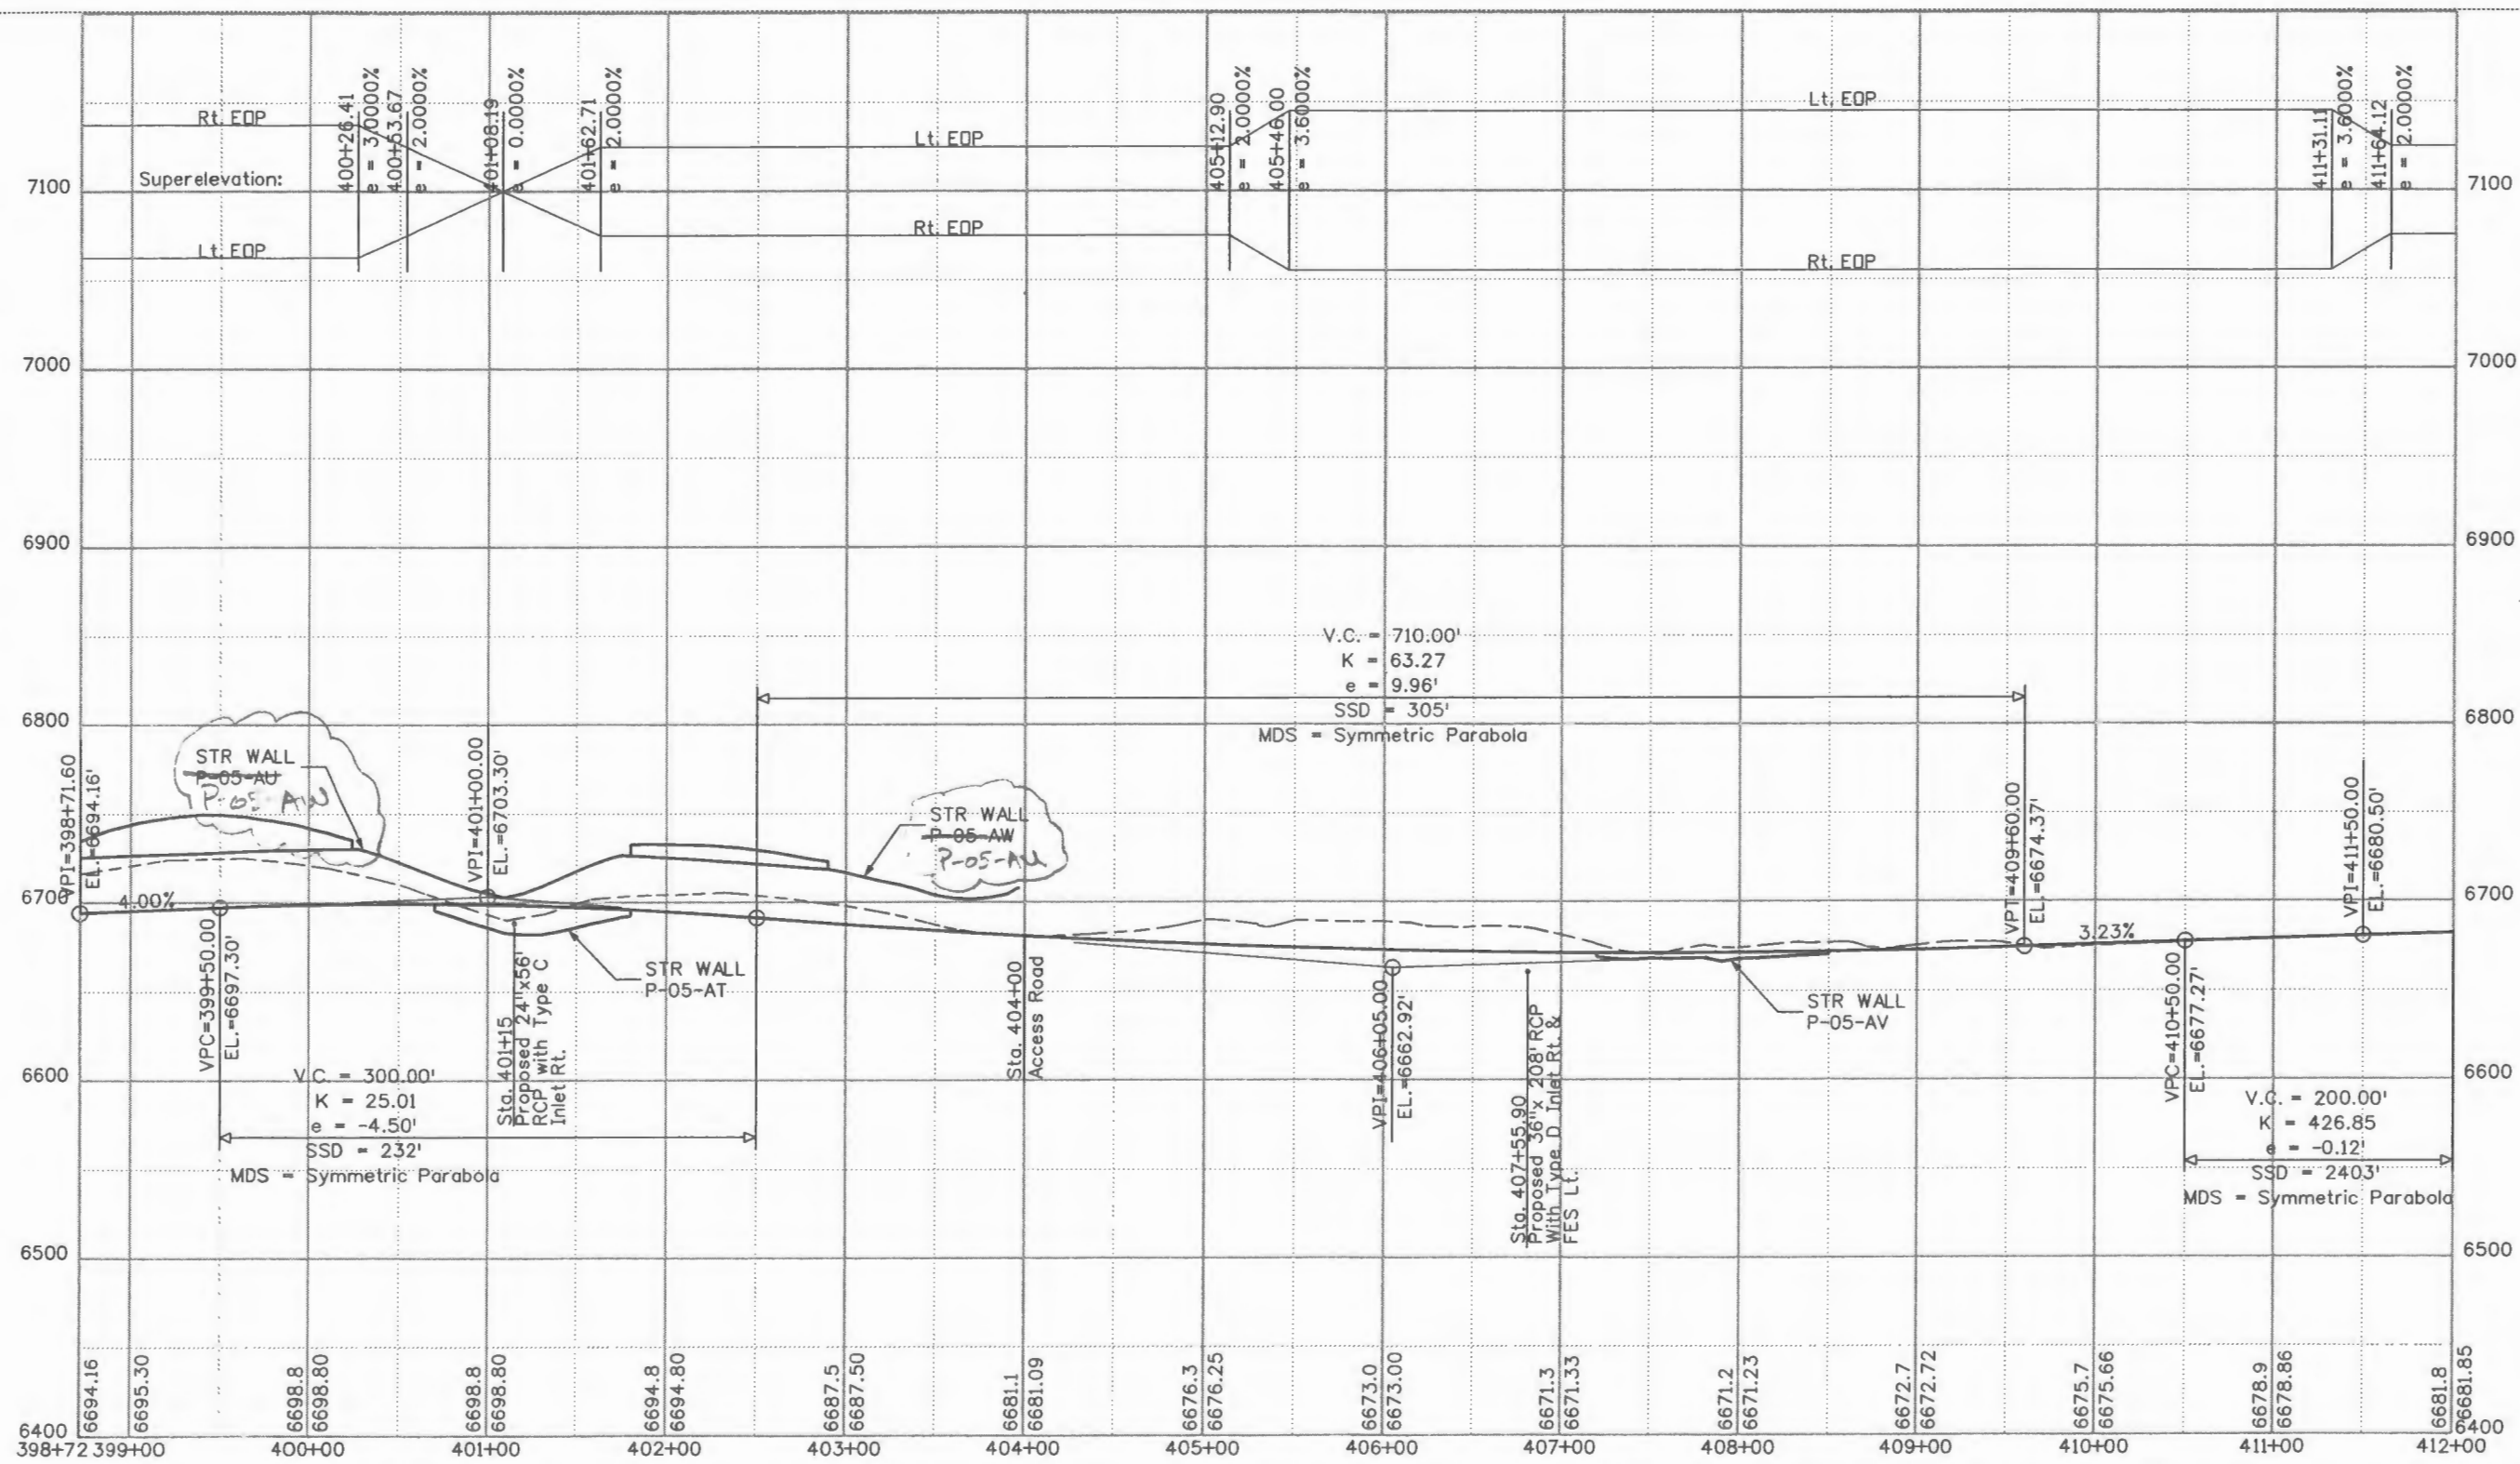 400+26.41
e = 3.0000%
400+53.67
e = 2.0000%
401+08.19
e = 0.0000%
401+62.71
e = 2.0000%
405+12.90
e = 2.0000%
405+46.00
e = 3.6000%
411+31.11
e = 3.6000%
411+64.12
e = 2.0000%
Rt. EOP
Lt. EOP
Lt. EOP
Superelevation:
Lt. EOP
Rt. EOP
Rt. EOP
7100
7100
7000
7000
6900
6900
V.C. = 710.00'
K = 63.27
e = 9.96'
SSD = 305'
MDS = Symmetric Parabola
6800
6800
VPI=398+71.60
EL.=6694.16'
STR WALL
P-05-AU
P-05-AW
VPI=401+00.00
EL.=6703.30'
STR WALL
P-05-AW
P-05-AU
VPT=409+60.00
EL.=6674.37'
VPI=411+50.00
EL.=6680.50'
6700
6700
4.00%
3.23%
VPC=399+50.00
EL.=6697.30'
STR WALL
P-05-AT
Sta. 401+15
Proposed 24"x56'
RCP with Type C
Inlet Rt.
Sta. 404+00
Access Road
VPI=406+05.00
EL.=6662.92'
Sta. 407+55.90
Proposed 36"x 208' RCP
With Type D Inlet Rt. &
FES Lt.
STR WALL
P-05-AV
VPC=410+50.00
EL.=6677.27'
6600
6600
V.C. = 300.00'
K = 25.01
e = -4.50'
SSD = 232'
MDS = Symmetric Parabola
V.C. = 200.00'
K = 426.85
e = -0.12'
SSD = 2403'
MDS = Symmetric Parabola
6500
6500
6694.16
6695.30
6698.8
6698.80
6698.8
6698.80
6694.8
6694.80
6687.5
6687.50
6681.1
6681.09
6676.3
6676.25
6673.0
6673.00
6671.3
6671.33
6671.2
6671.23
6672.7
6672.72
6675.7
6675.66
6678.9
6678.86
6681.8
6681.85
6400
6400
398+72 399+00 400+00 401+00 402+00 403+00 404+00 405+00 406+00 407+00 408+00 409+00 410+00 411+00 412+00